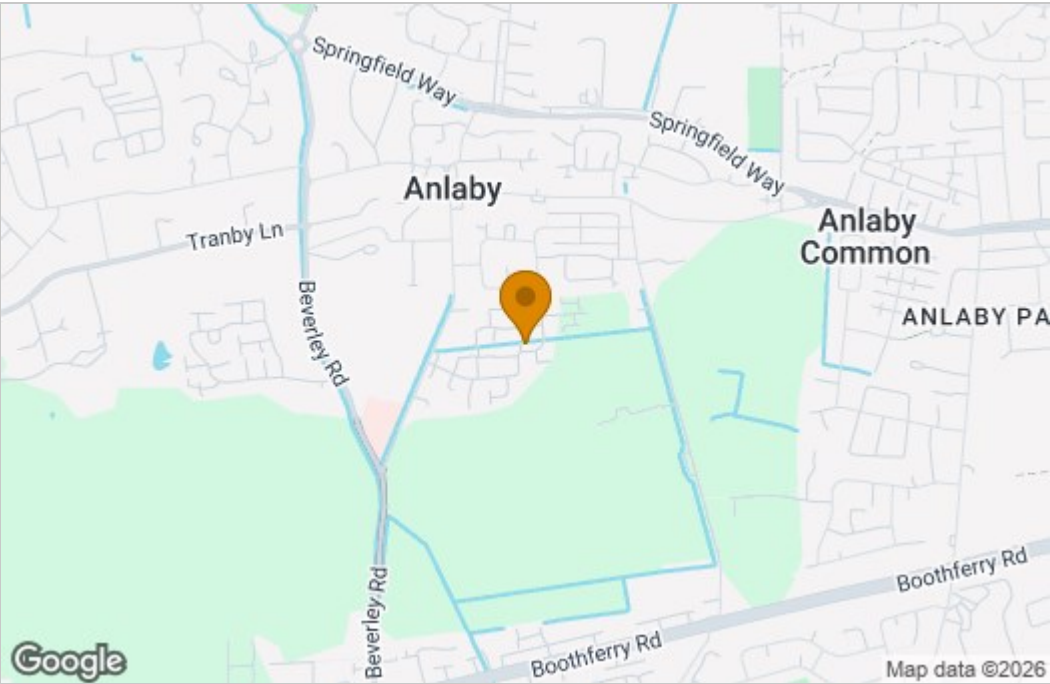 Springfield Way
Springfield Way
Anlaby
Anlaby
Common
Tranby Ln
Beverley Rd
ANLABY PA
Boothferry Rd
Beverley Rd
Boothferry Rd
Google
Map data ©2026